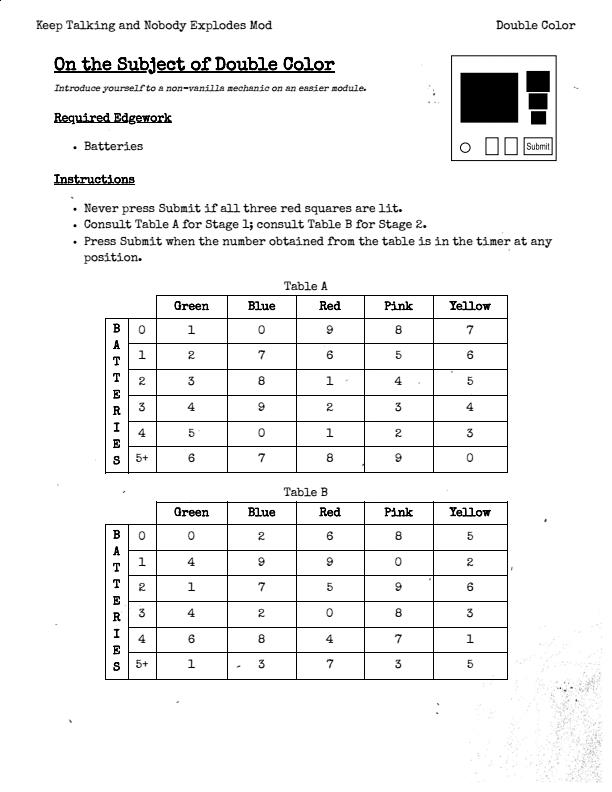 Keep Talking and Nobody Explodes Mod Double Color
On the Subject of Double Color
Introduce yourself to a non-vanilla mechanic on an easier module.
Submit
Required Edgework
• Batteries
Instructions
• Never press Submit if all three red squares are lit.
• Consult Table A for Stage 1; consult Table B for Stage 2.
• Press Submit when the number obtained from the table is in the timer at any
position.
Table A
Green Blue Red Pink Yellow
BATTERIES
0 1 0 9 8 7
1 2 7 6 5 6
2 3 8 1 4 5
3 4 9 2 3 4
4 5 0 1 2 3
5+ 6 7 8 9 0
Table B
Green Blue Red Pink Yellow
BATTERIES
0 0 2 6 8 5
1 4 9 9 0 2
2 1 7 5 9 6
3 4 2 0 8 3
4 6 8 4 7 1
5+ 1 3 7 3 5